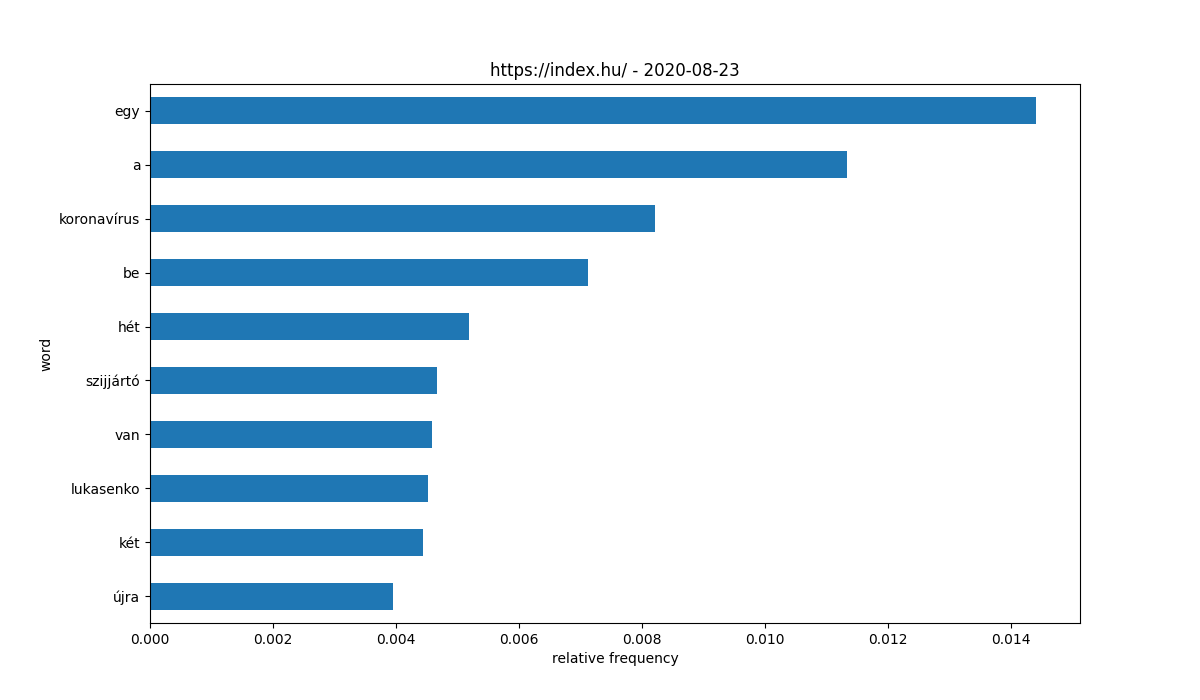 https://index.hu/ - 2020-08-23
egy
a
koronavírus
be
hét
szijjártó
van
lukasenko
két
újra
word
0.000 0.002 0.004 0.006 0.008 0.010 0.012 0.014
relative frequency